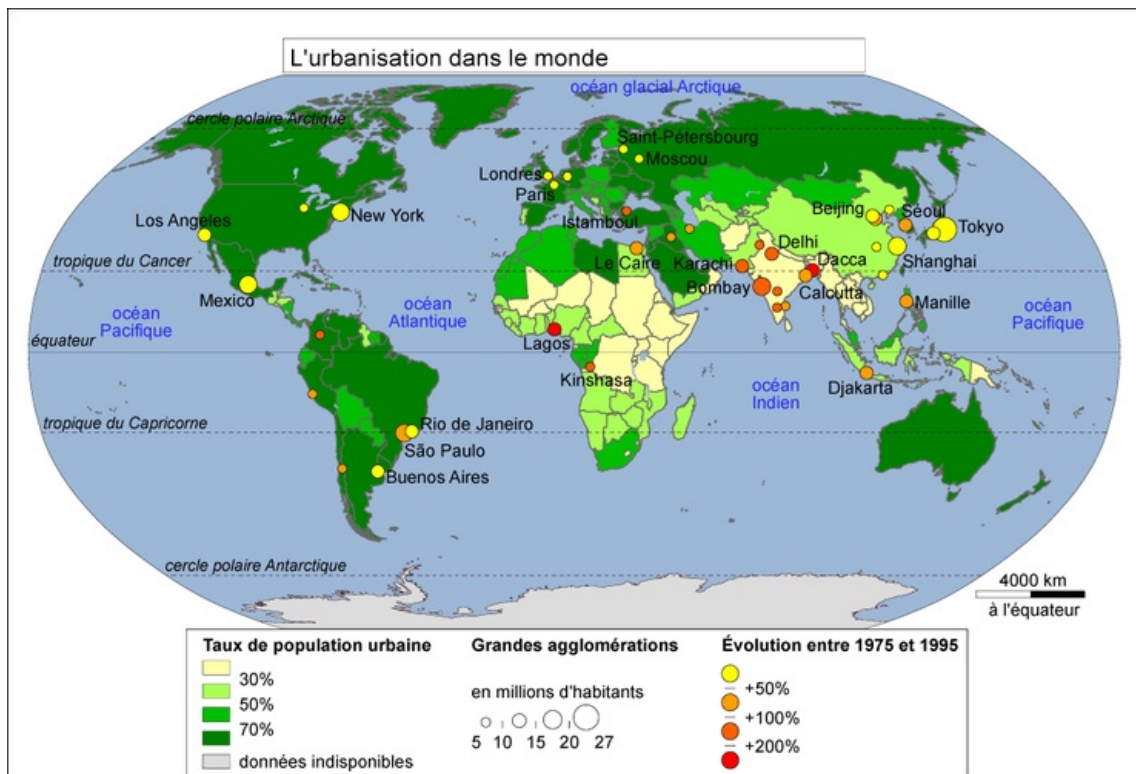 L'urbanisation dans le monde
océan glacial Arctique
cercle polaire Arctique
Saint-Pétersbourg
Moscou
Londres
Paris
Los Angeles
New York
Istamboul
Beijing
Séoul
Tokyo
tropique du Cancer
Le Caire
Karachi
Delhi
Dacca
Shanghai
Mexico
Bombay
Calcutta
Manille
océan
Pacifique
océan
Atlantique
océan
Pacifique
équateur
Lagos
Kinshasa
océan
Indien
Djakarta
tropique du Capricorne
Rio de Janeiro
São Paulo
Buenos Aires
cercle polaire Antarctique
4000 km
à l'équateur
Taux de population urbaine
30%
50%
70%
données indisponibles
Grandes agglomérations
en millions d'habitants
5 10 15 20 27
Évolution entre 1975 et 1995
+50%
+100%
+200%